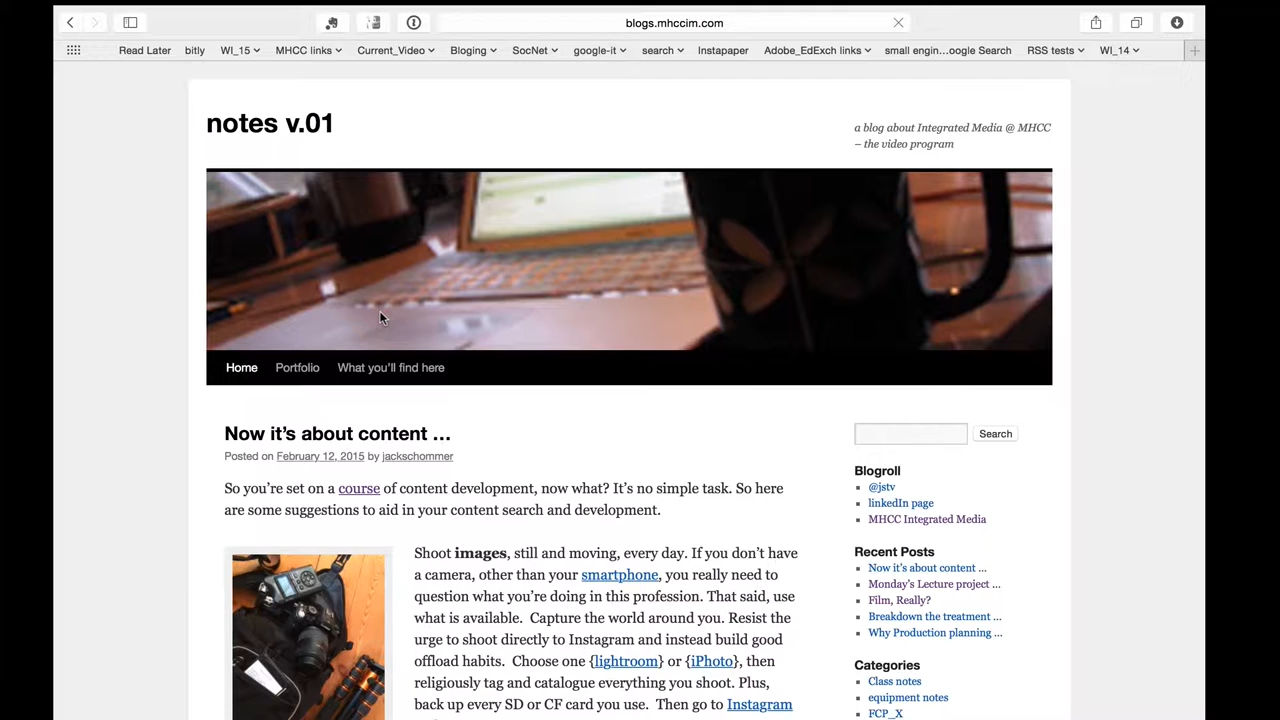 blogs.mhccim.com
Read Later bitly WI_15 MHCC links Current_Video Bloging SocNet google-it search Instapaper Adobe_EdExch links small engin...oogle Search RSS tests WI_14
notes v.01
a blog about Integrated Media @ MHCC
– the video program
Home Portfolio What you'll find here
Now it's about content ...
Posted on February 12, 2015 by jackschommer
So you're set on a course of content development, now what? It's no simple task. So here
are some suggestions to aid in your content search and development.
Shoot images, still and moving, every day. If you don't have
a camera, other than your smartphone, you really need to
question what you're doing in this profession. That said, use
what is available. Capture the world around you. Resist the
urge to shoot directly to Instagram and instead build good
offload habits. Choose one {lightroom} or {iPhoto}, then
religiously tag and catalogue everything you shoot. Plus,
back up every SD or CF card you use. Then go to Instagram
Search
Blogroll
@jstv
linkedIn page
MHCC Integrated Media
Recent Posts
Now it's about content ...
Monday's Lecture project ...
Film, Really?
Breakdown the treatment ...
Why Production planning ...
Categories
Class notes
equipment notes
FCP_X